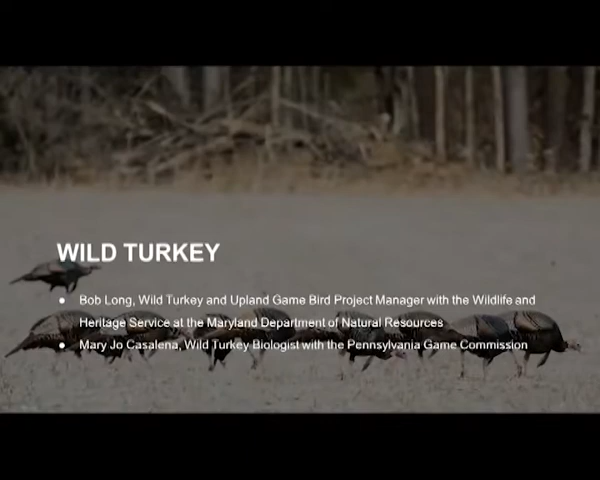 WILD TURKEY
● Bob Long, Wild Turkey and Upland Game Bird Project Manager with the Wildlife and
Heritage Service at the Maryland Department of Natural Resources
● Mary Jo Casalena, Wild Turkey Biologist with the Pennsylvania Game Commission